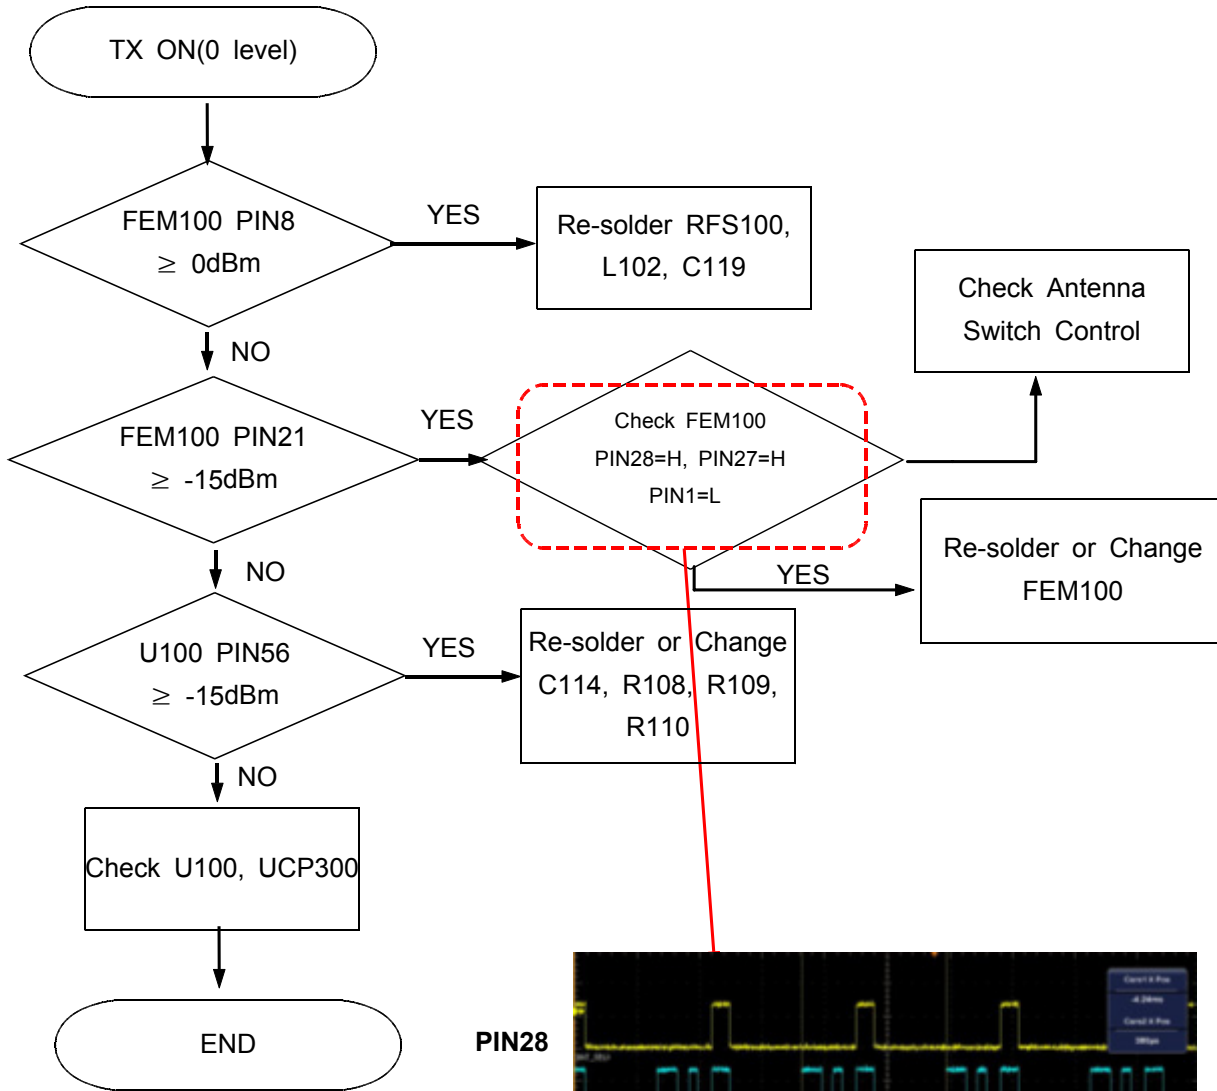 TX ON(0 level)
FEM100 PIN8
≥ 0dBm
YES
Re-solder RFS100,
L102, C119
Check Antenna
Switch Control
NO
FEM100 PIN21
≥ -15dBm
YES
Check FEM100
PIN28=H, PIN27=H
PIN1=L
Re-solder or Change
FEM100
YES
NO
U100 PIN56
≥ -15dBm
YES
Re-solder or Change
C114, R108, R109,
R110
NO
Check U100, UCP300
END
PIN28